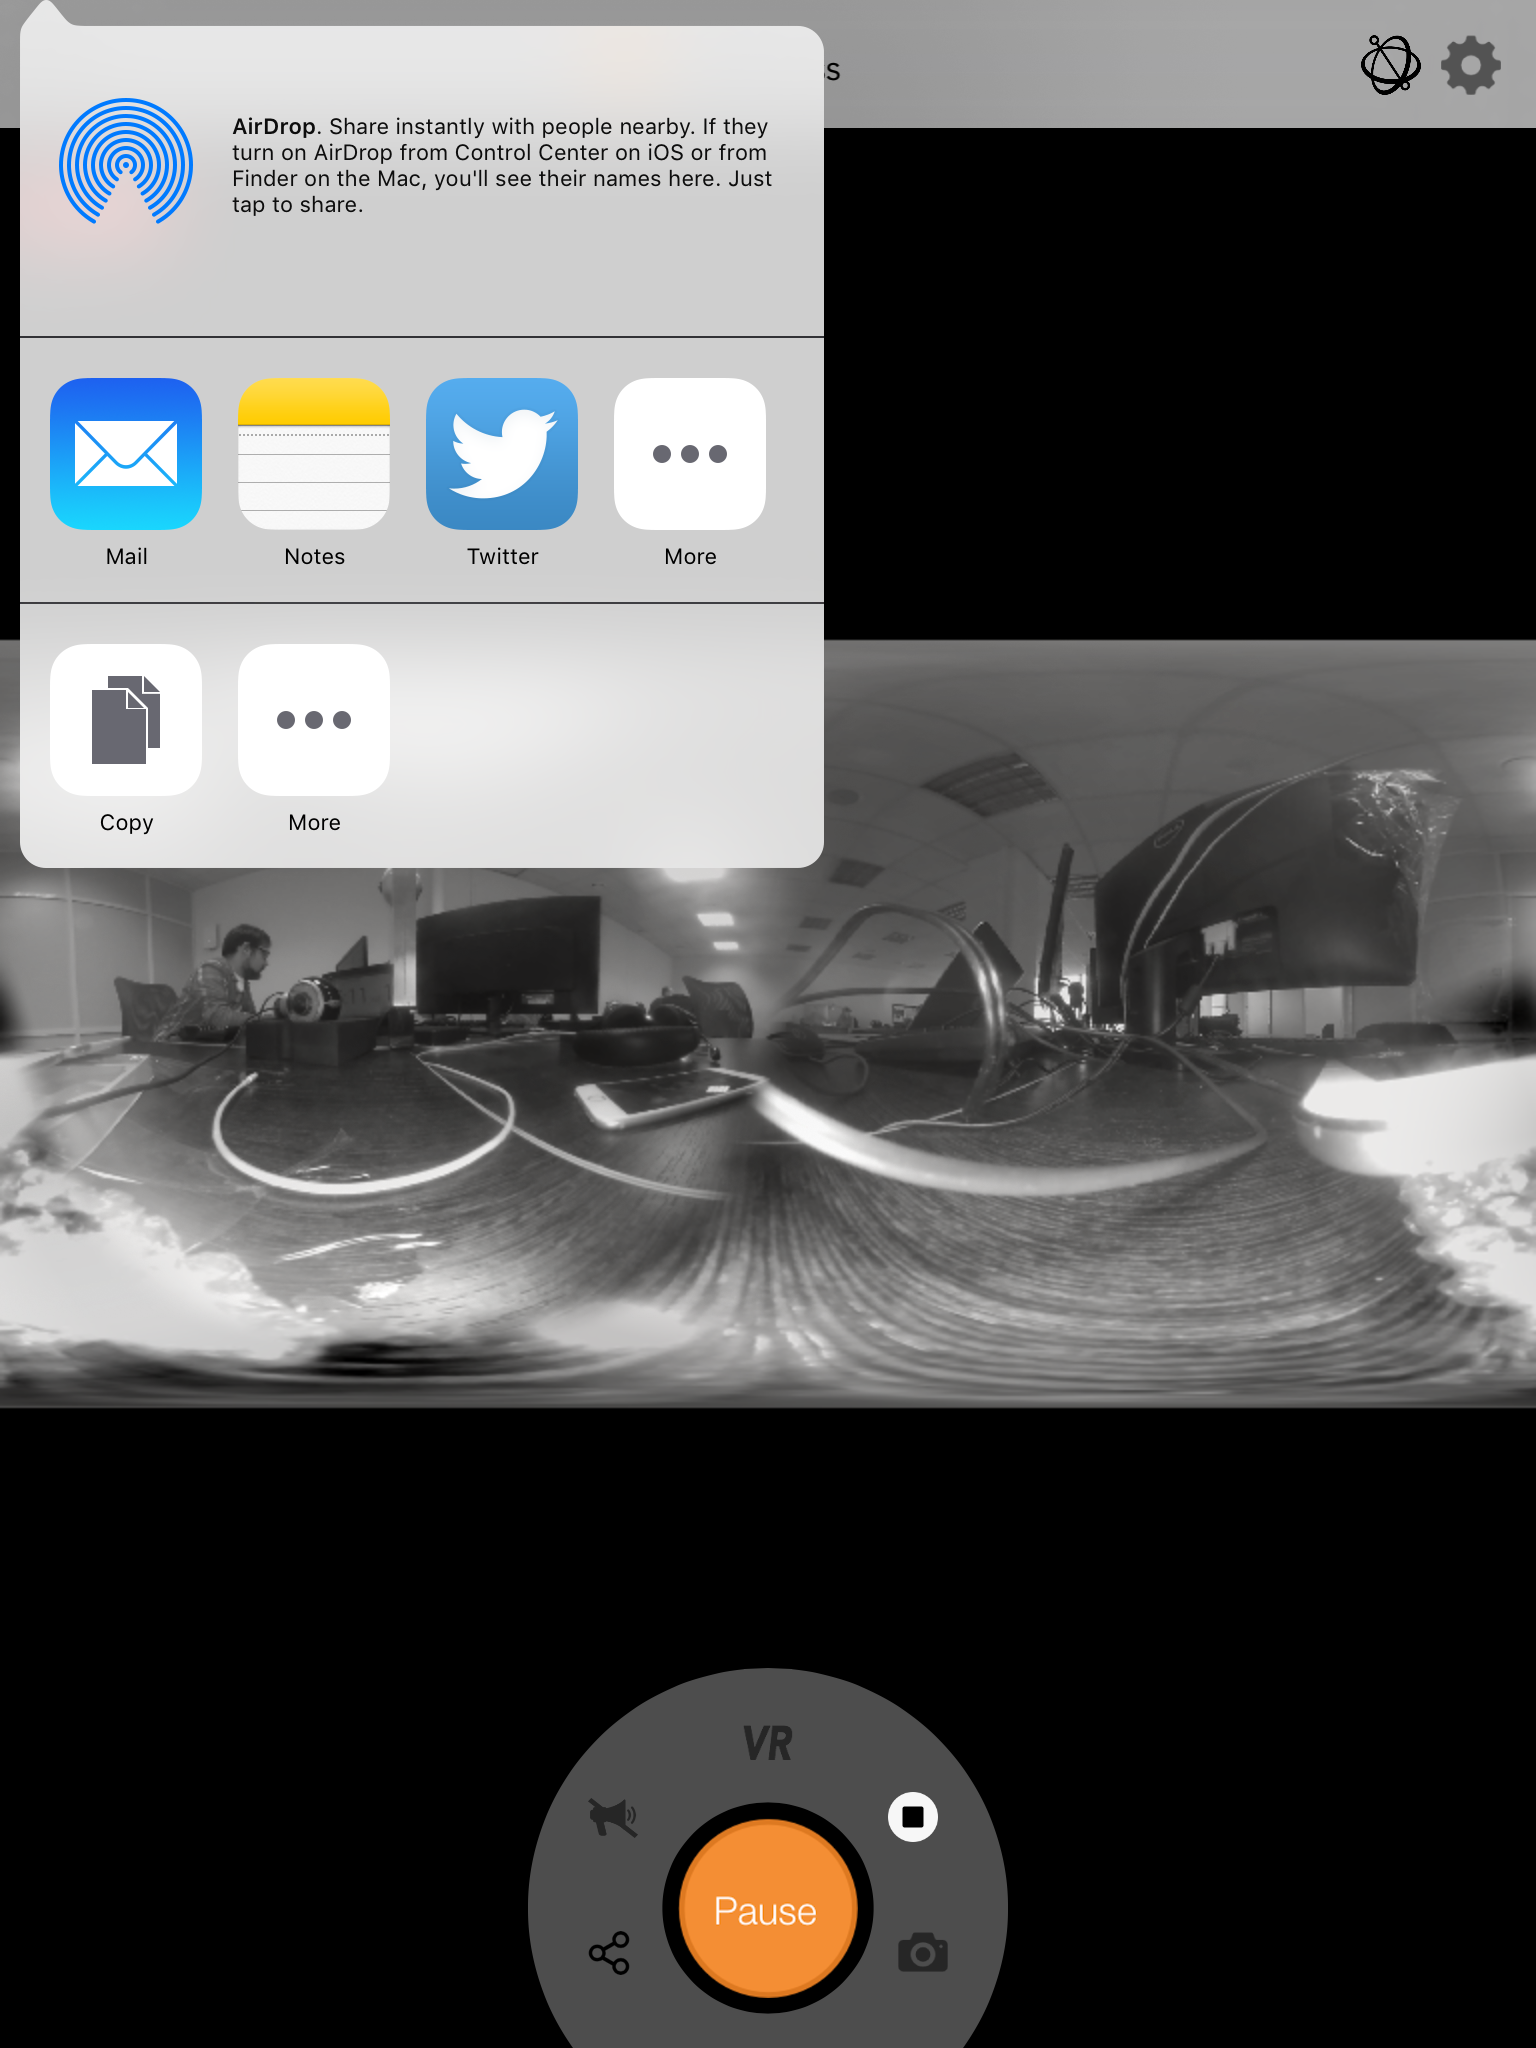 AirDrop. Share instantly with people nearby. If they
turn on AirDrop from Control Center on iOS or from
Finder on the Mac, you'll see their names here. Just
tap to share.
Mail
Notes
Twitter
More
Copy
More
11
VR
Pause